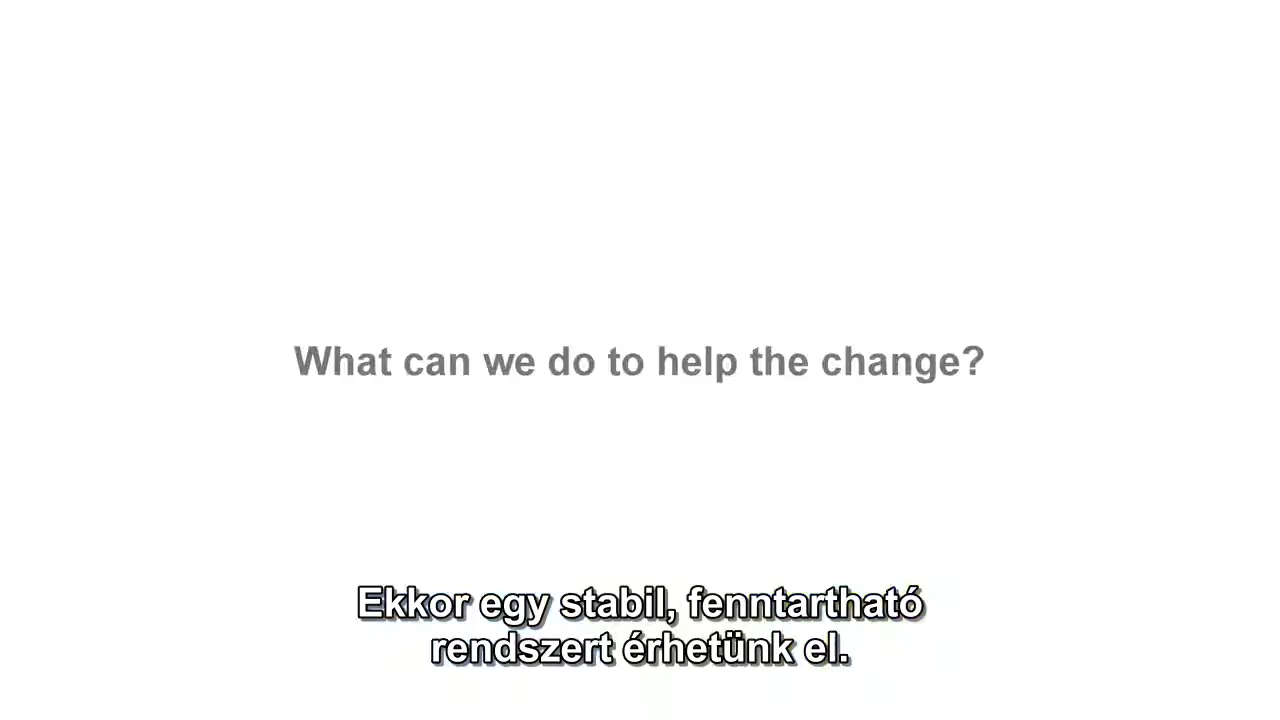 What can we do to help the change?
Ekkor egy stabil, fenntartható
rendszert érhetünk el.